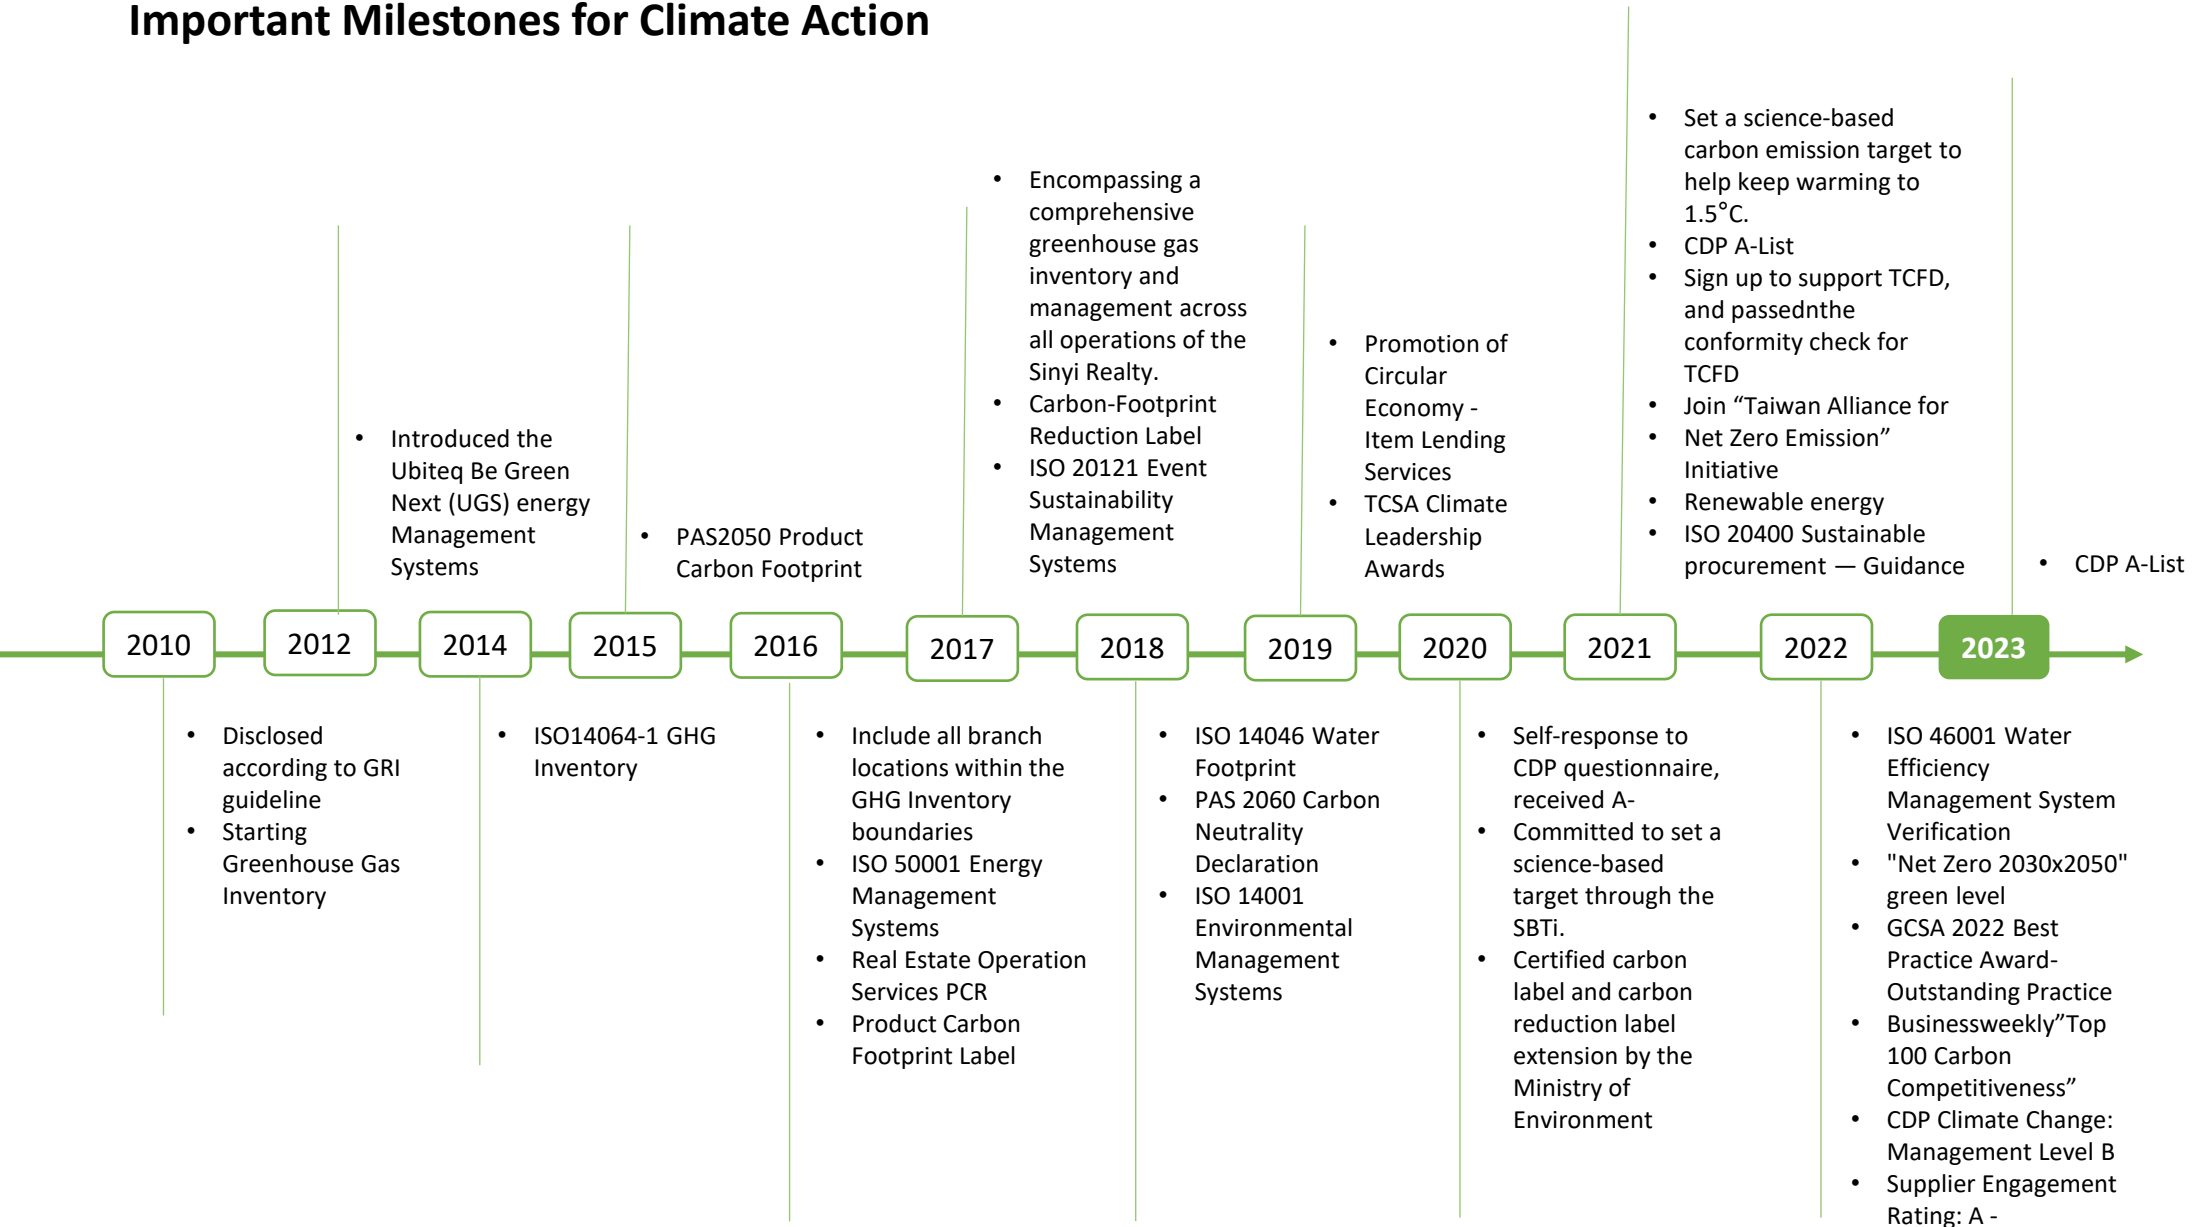 Important Milestones for Climate Action
• Introduced the
Ubiteq Be Green
Next (UGS) energy
Management
Systems
• PAS2050 Product
Carbon Footprint
• Encompassing a
comprehensive
greenhouse gas
inventory and
management across
all operations of the
Sinyi Realty.
• Carbon-Footprint
Reduction Label
• ISO 20121 Event
Sustainability
Management
Systems
• Promotion of
Circular
Economy -
Item Lending
Services
• TCSA Climate
Leadership
Awards
• Set a science-based
carbon emission target to
help keep warming to
1.5°C.
• CDP A-List
• Sign up to support TCFD,
and passednthe
conformity check for
TCFD
• Join “Taiwan Alliance for
• Net Zero Emission”
Initiative
• Renewable energy
• ISO 20400 Sustainable
procurement — Guidance
• CDP A-List
2010
2012
2014
2015
2016
2017
2018
2019
2020
2021
2022
2023
• Disclosed
according to GRI
guideline
• Starting
Greenhouse Gas
Inventory
• ISO14064-1 GHG
Inventory
• Include all branch
locations within the
GHG Inventory
boundaries
• ISO 50001 Energy
Management
Systems
• Real Estate Operation
Services PCR
• Product Carbon
Footprint Label
• ISO 14046 Water
Footprint
• PAS 2060 Carbon
Neutrality
Declaration
• ISO 14001
Environmental
Management
Systems
• Self-response to
CDP questionnaire,
received A-
• Committed to set a
science-based
target through the
SBTi.
• Certified carbon
label and carbon
reduction label
extension by the
Ministry of
Environment
• ISO 46001 Water
Efficiency
Management System
Verification
• "Net Zero 2030x2050"
green level
• GCSA 2022 Best
Practice Award-
Outstanding Practice
• Businessweekly”Top
100 Carbon
Competitiveness”
• CDP Climate Change:
Management Level B
• Supplier Engagement
Rating: A -